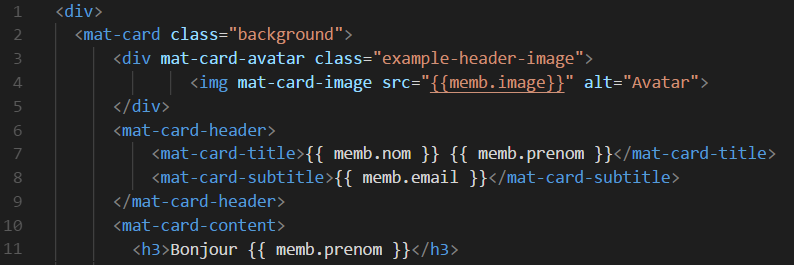 1 <div>
2 <mat-card class="background">
3 <div mat-card-avatar class="example-header-image">
4 <img mat-card-image src="{{memb.image}}" alt="Avatar">
5 </div>
6 <mat-card-header>
7 <mat-card-title>{{ memb.nom }} {{ memb.prenom }}</mat-card-title>
8 <mat-card-subtitle>{{ memb.email }}</mat-card-subtitle>
9 </mat-card-header>
10 <mat-card-content>
11 <h3>Bonjour {{ memb.prenom }}</h3>